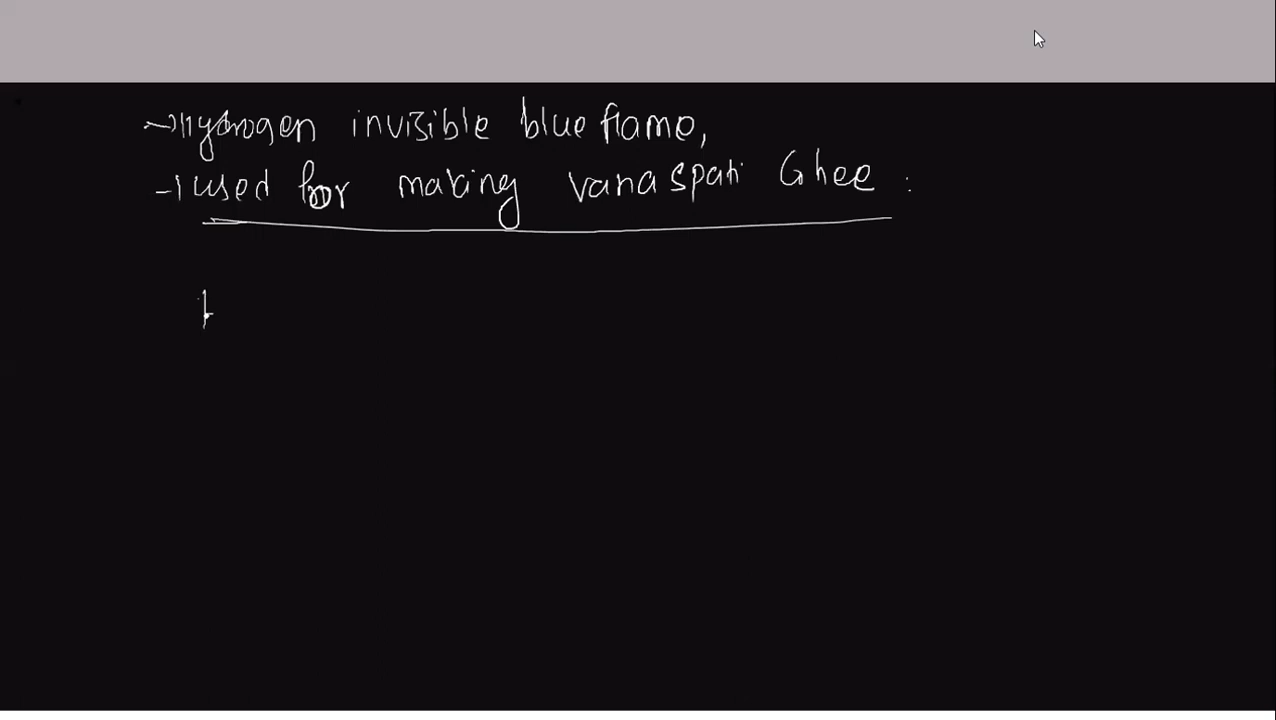 → Hydrogen invisible blue flame,
→ used for making vanaspati Ghee :